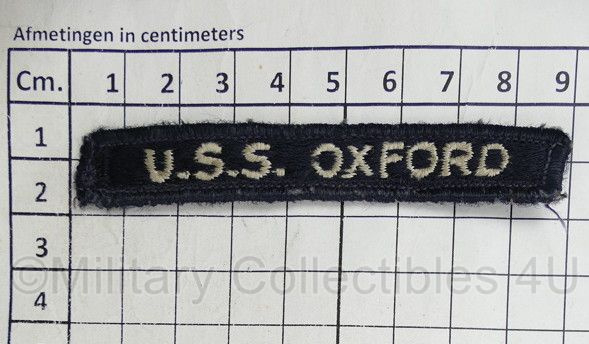 Afmetingen in centimeters
Cm. 1 2 3 4 5 6 7 8 9
1
U.S.S. OXFORD
2
3
©Military Collectibles 4U
4